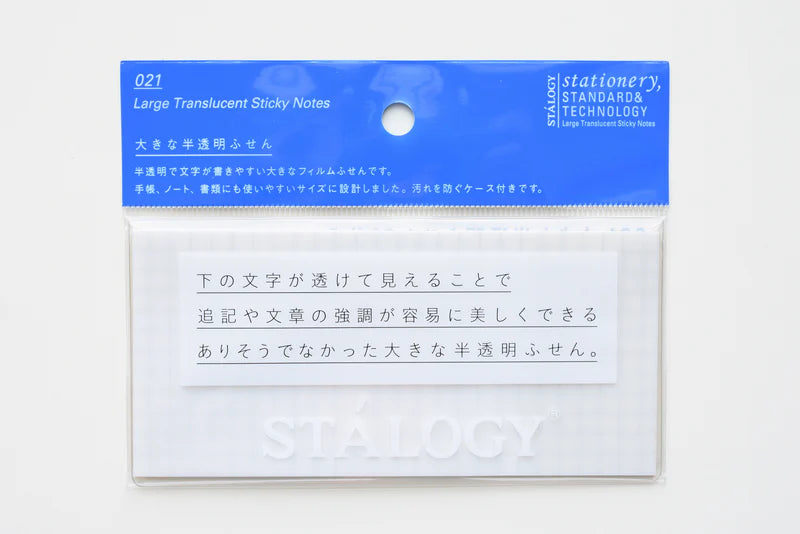 021
Large Translucent Sticky Notes
大きな半透明ふせん
半透明で文字が書きやすい大きなフィルムふせんです。
手帳、ノート、書類にも使いやすいサイズに設計しました。汚れを防ぐケース付きです。
STÁLOGY
stationery,
STANDARD&
TECHNOLOGY
Large Translucent Sticky Notes
下の文字が透けて見えることで
追記や文章の強調が容易に美しくできる
ありそうでなかった大きな半透明ふせん。
STÁLOGY®